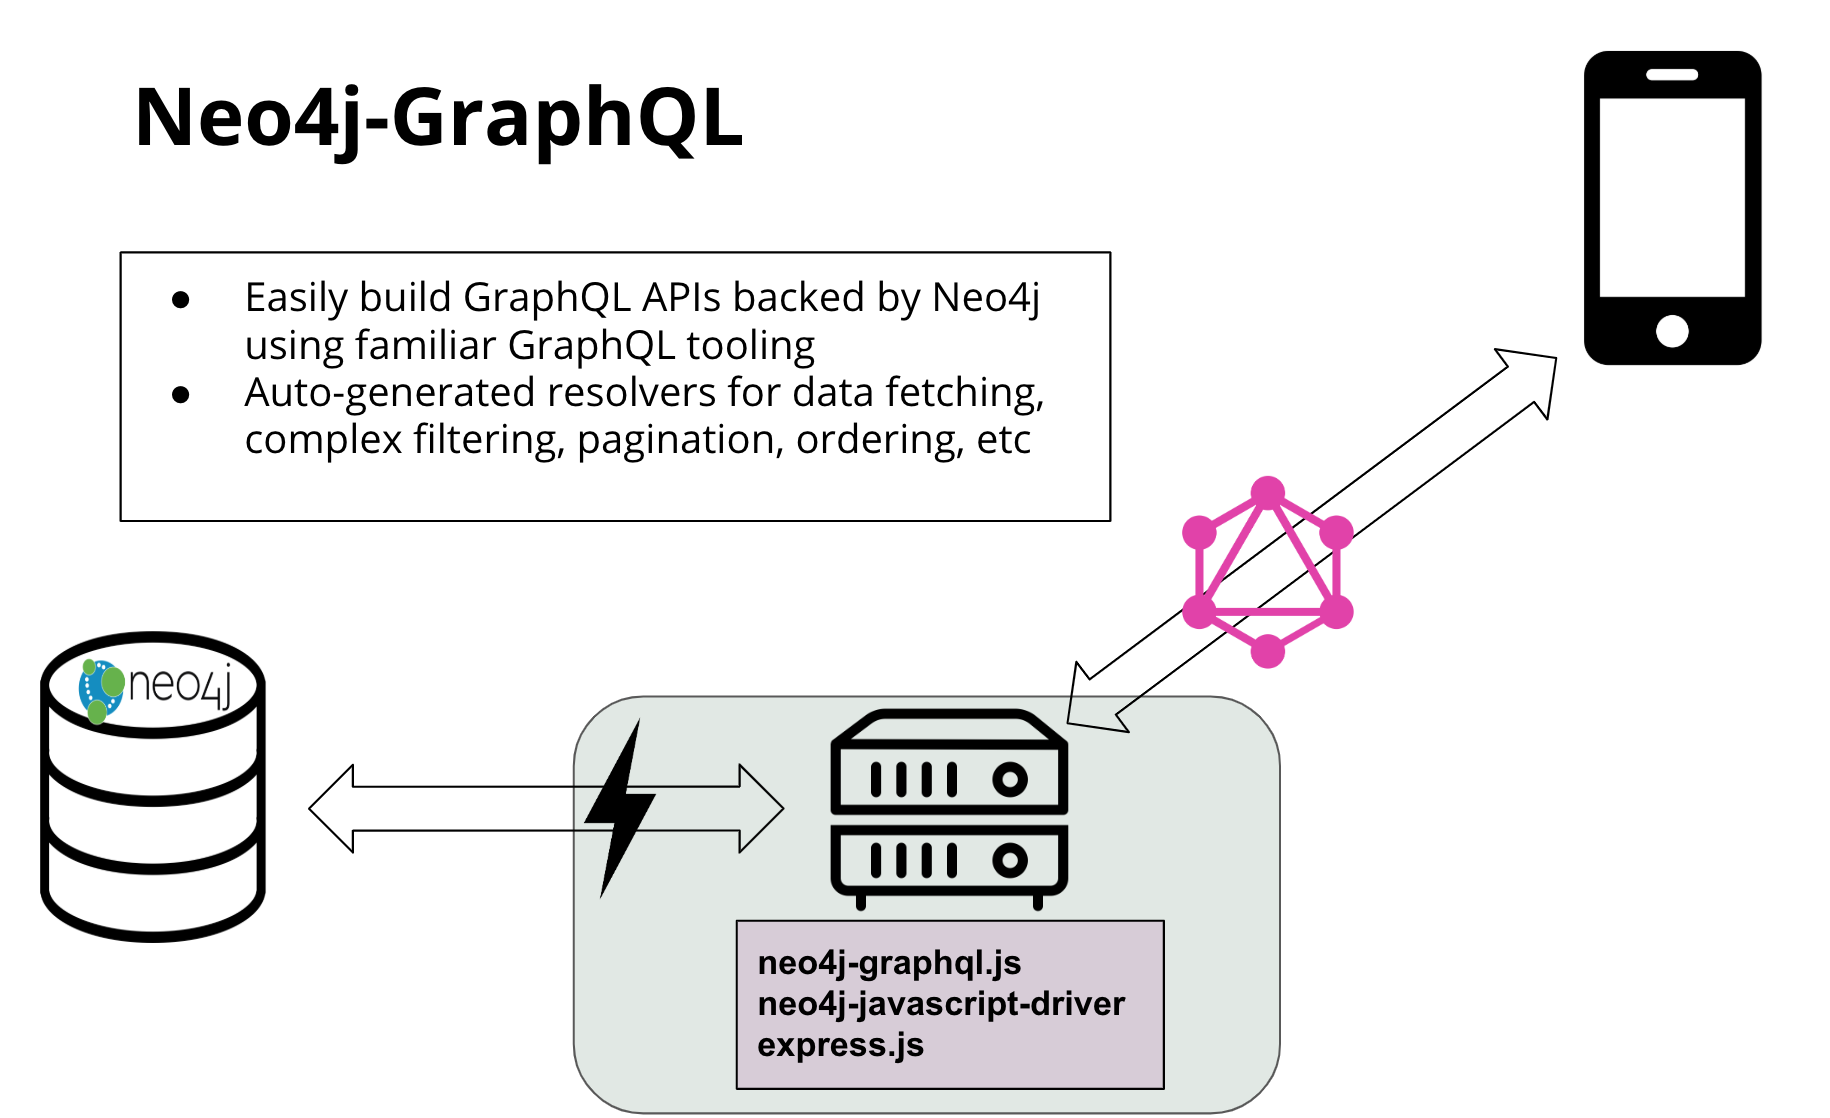 Neo4j-GraphQL
● Easily build GraphQL APIs backed by Neo4j
using familiar GraphQL tooling
● Auto-generated resolvers for data fetching,
complex filtering, pagination, ordering, etc
neo4j
neo4j-graphql.js
neo4j-javascript-driver
express.js